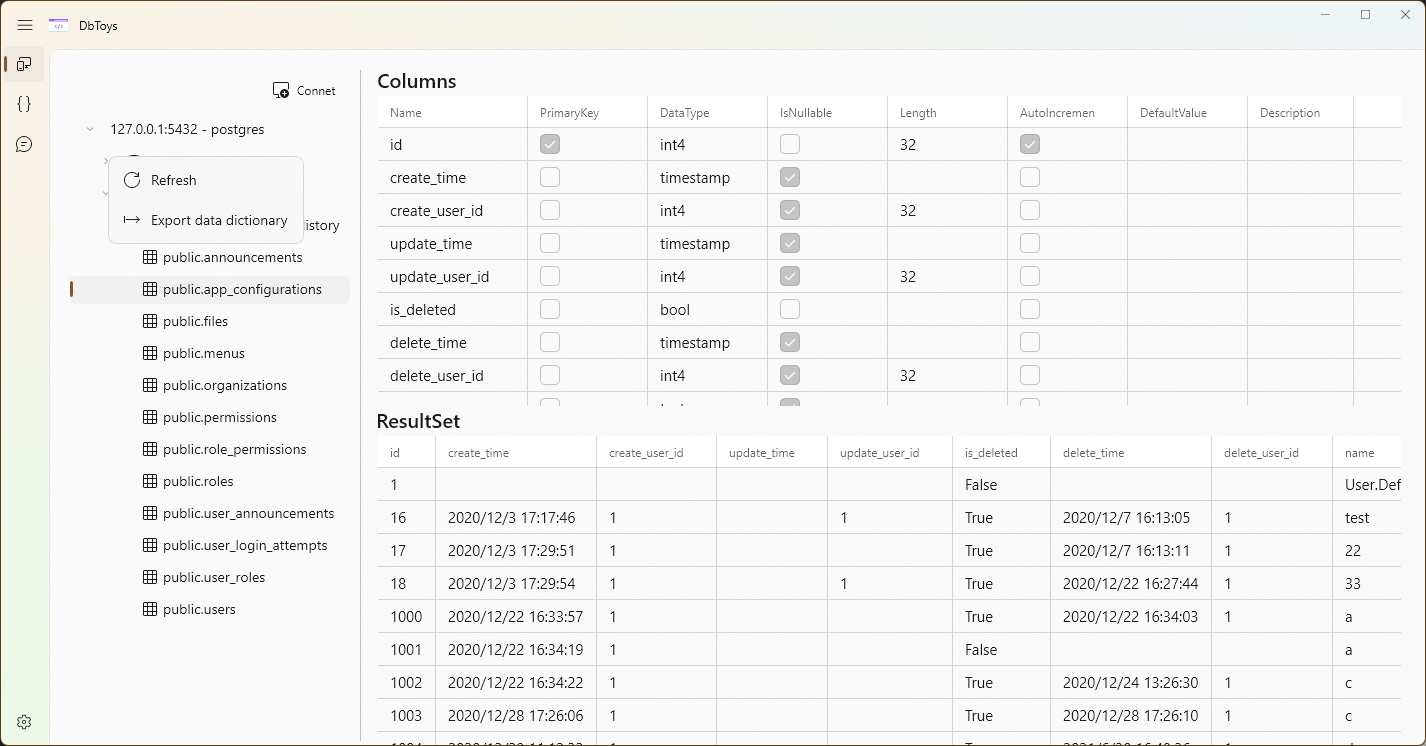 DbToys
Connet
127.0.0.1:5432 - postgres
Refresh
Export data dictionary
istory
public.announcements
public.app_configurations
public.files
public.menus
public.organizations
public.permissions
public.role_permissions
public.roles
public.user_announcements
public.user_login_attempts
public.user_roles
public.users
Columns
Name PrimaryKey DataType IsNullable Length AutoIncremen DefaultValue Description
id int4 32
create_time timestamp
create_user_id int4 32
update_time timestamp
update_user_id int4 32
is_deleted bool
delete_time timestamp
delete_user_id int4 32
ResultSet
id create_time create_user_id update_time update_user_id is_deleted delete_time delete_user_id name
1 False User.Def
16 2020/12/3 17:17:46 1 1 True 2020/12/7 16:13:05 1 test
17 2020/12/3 17:29:51 1 True 2020/12/7 16:13:11 1 22
18 2020/12/3 17:29:54 1 1 True 2020/12/22 16:27:44 1 33
1000 2020/12/22 16:33:57 1 True 2020/12/22 16:34:03 1 a
1001 2020/12/22 16:34:19 1 False a
1002 2020/12/22 16:34:22 1 True 2020/12/24 13:26:30 1 c
1003 2020/12/28 17:26:06 1 True 2020/12/28 17:26:10 1 c